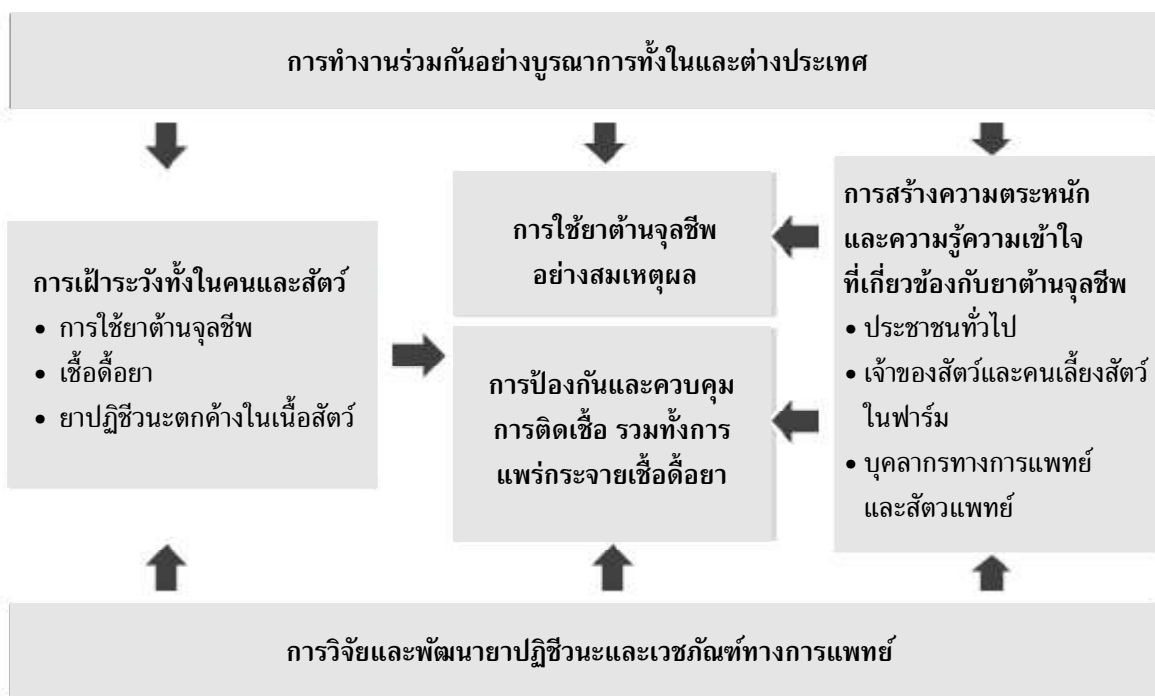 การทำงานร่วมกันอย่างบูรณาการทั้งในและต่างประเทศ
การเฝ้าระวังทั้งในคนและสัตว์
• การใช้ยาต้านจุลชีพ
• เชื้อดื้อยา
• ยาปฏิชีวนะตกค้างในเนื้อสัตว์
การใช้ยาต้านจุลชีพ
อย่างสมเหตุผล
การป้องกันและควบคุม
การติดเชื้อ รวมทั้งการ
แพร่กระจายเชื้อดื้อยา
การสร้างความตระหนัก
และความรู้ความเข้าใจ
ที่เกี่ยวข้องกับยาต้านจุลชีพ
• ประชาชนทั่วไป
• เจ้าของสัตว์และคนเลี้ยงสัตว์
ในฟาร์ม
• บุคลากรทางการแพทย์
และสัตวแพทย์
การวิจัยและพัฒนายาปฏิชีวนะและเวชภัณฑ์ทางการแพทย์